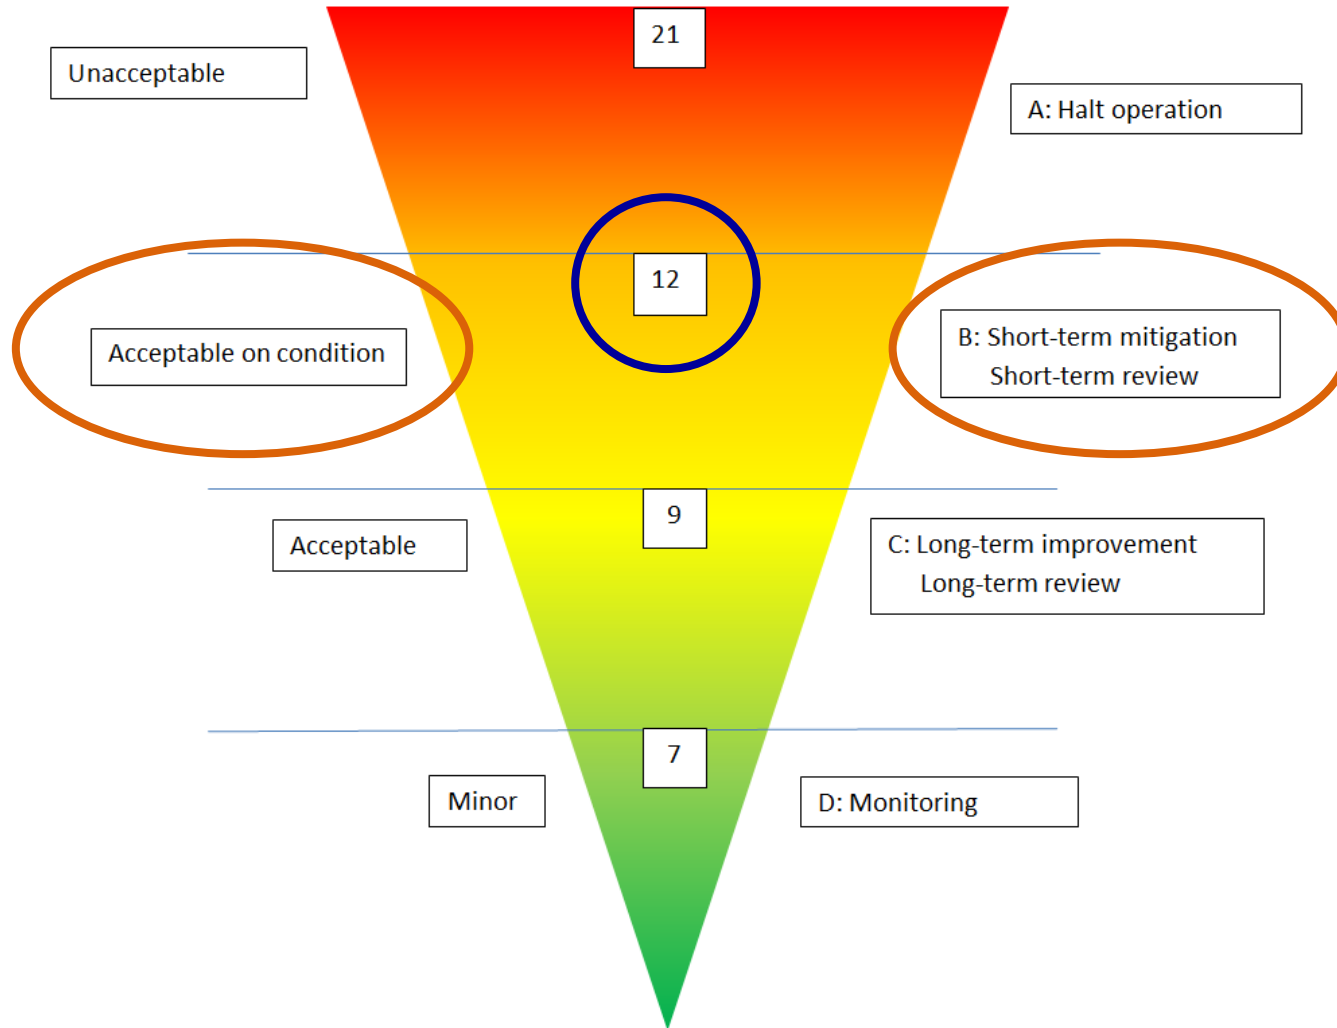 21
Unacceptable
A: Halt operation
12
Acceptable on condition
B: Short-term mitigation
Short-term review
9
Acceptable
C: Long-term improvement
Long-term review
7
Minor
D: Monitoring